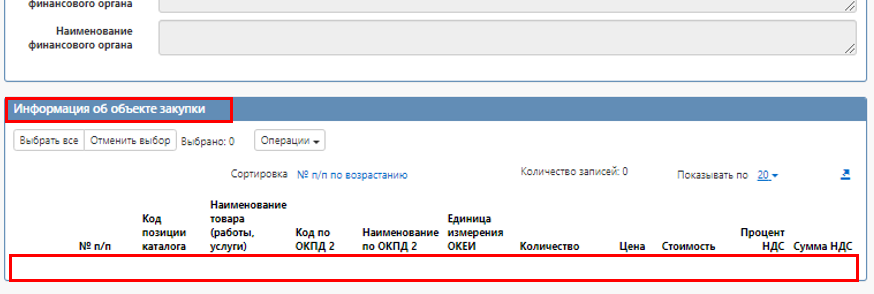 финансового органа
Наименование
финансового органа
Информация об объекте закупки
Выбрать все Отменить выбор Выбрано: 0 Операции
Сортировка № п/п по возрастанию Количество записей: 0 Показывать по 20
№ п/п
Код
позиции
каталога
Наименование
товара
(работы,
услуги)
Код по
ОКПД 2
Наименование
по ОКПД 2
Единица
измерения
ОКЕИ
Количество
Цена
Стоимость
Процент
НДС
Сумма НДС